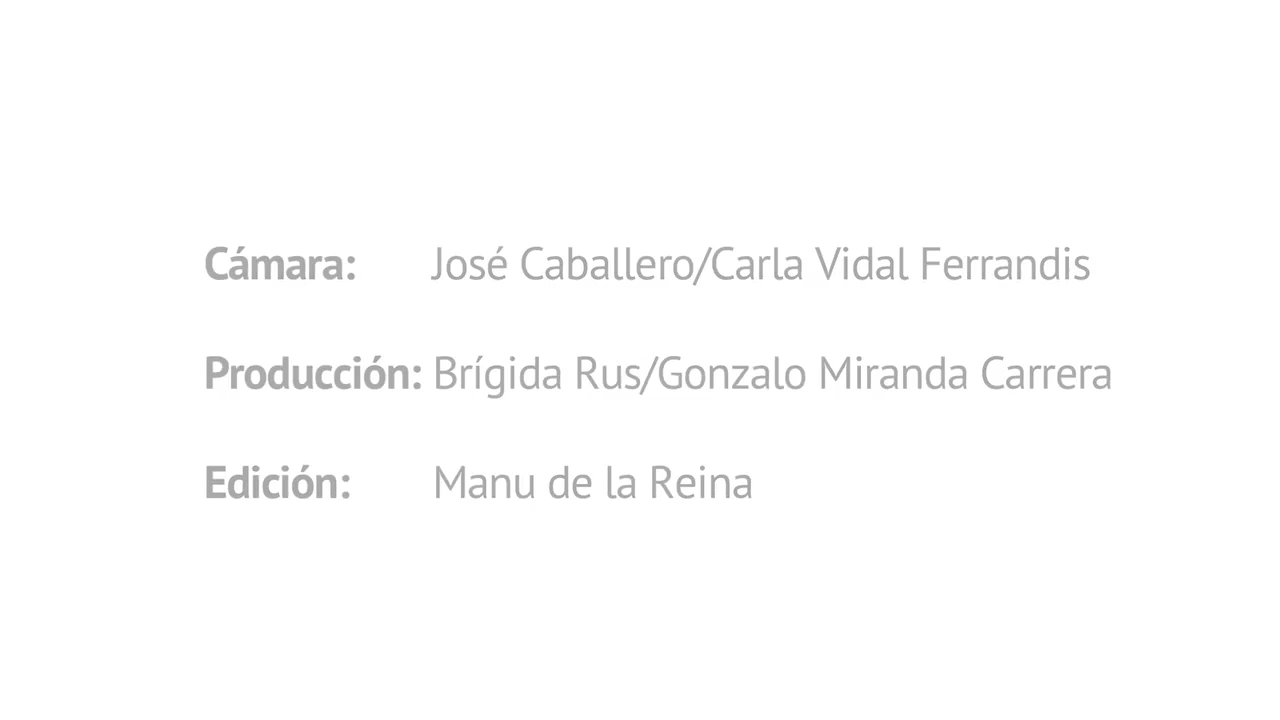 Cámara: José Caballero/Carla Vidal Ferrandis
Producción: Brígida Rus/Gonzalo Miranda Carrera
Edición: Manu de la Reina